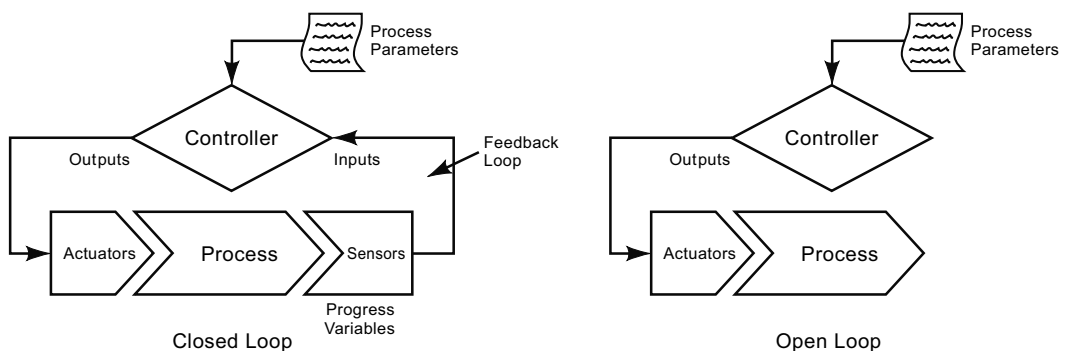 Process
Parameters
Controller
Outputs
Inputs
Feedback
Loop
Actuators
Process
Sensors
Progress
Variables
Closed Loop
Process
Parameters
Controller
Outputs
Actuators
Process
Open Loop